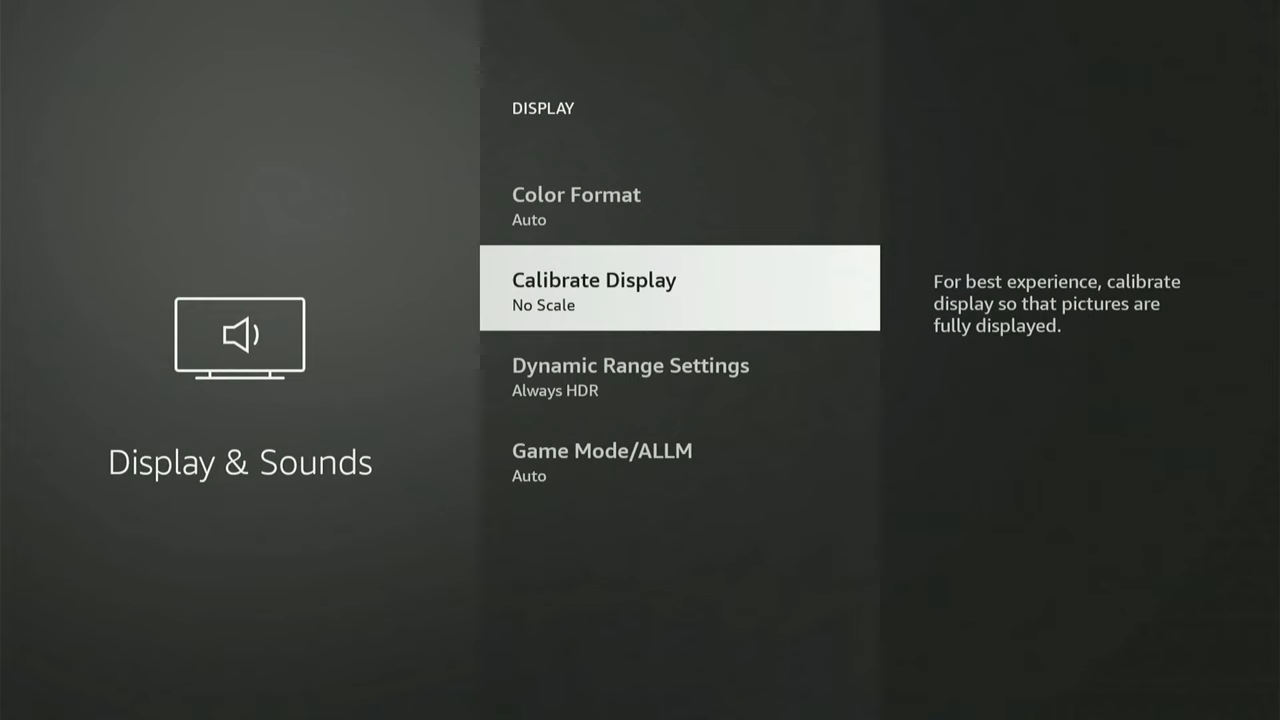 Display & Sounds
DISPLAY
Color Format
Auto
Calibrate Display
No Scale
Dynamic Range Settings
Always HDR
Game Mode/ALLM
Auto
For best experience, calibrate
display so that pictures are
fully displayed.